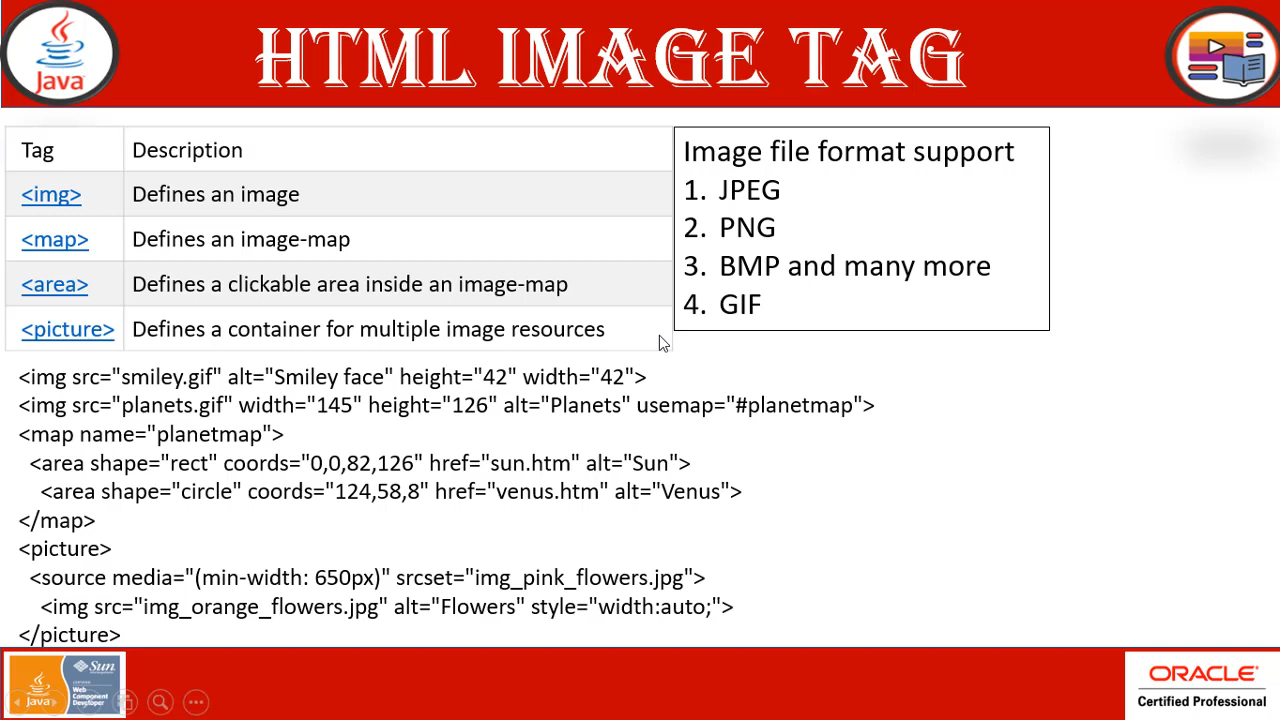 Java
HTML IMAGE TAG
Tag Description
<img> Defines an image
<map> Defines an image-map
<area> Defines a clickable area inside an image-map
<picture> Defines a container for multiple image resources
Image file format support
1. JPEG
2. PNG
3. BMP and many more
4. GIF
<img src="smiley.gif" alt="Smiley face" height="42" width="42">
<img src="planets.gif" width="145" height="126" alt="Planets" usemap="#planetmap">
<map name="planetmap">
<area shape="rect" coords="0,0,82,126" href="sun.htm" alt="Sun">
<area shape="circle" coords="124,58,8" href="venus.htm" alt="Venus">
</map>
<picture>
<source media="(min-width: 650px)" srcset="img_pink_flowers.jpg">
<img src="img_orange_flowers.jpg" alt="Flowers" style="width:auto;">
</picture>
Java
Sun
Web
Component
Developer
ORACLE
Certified Professional